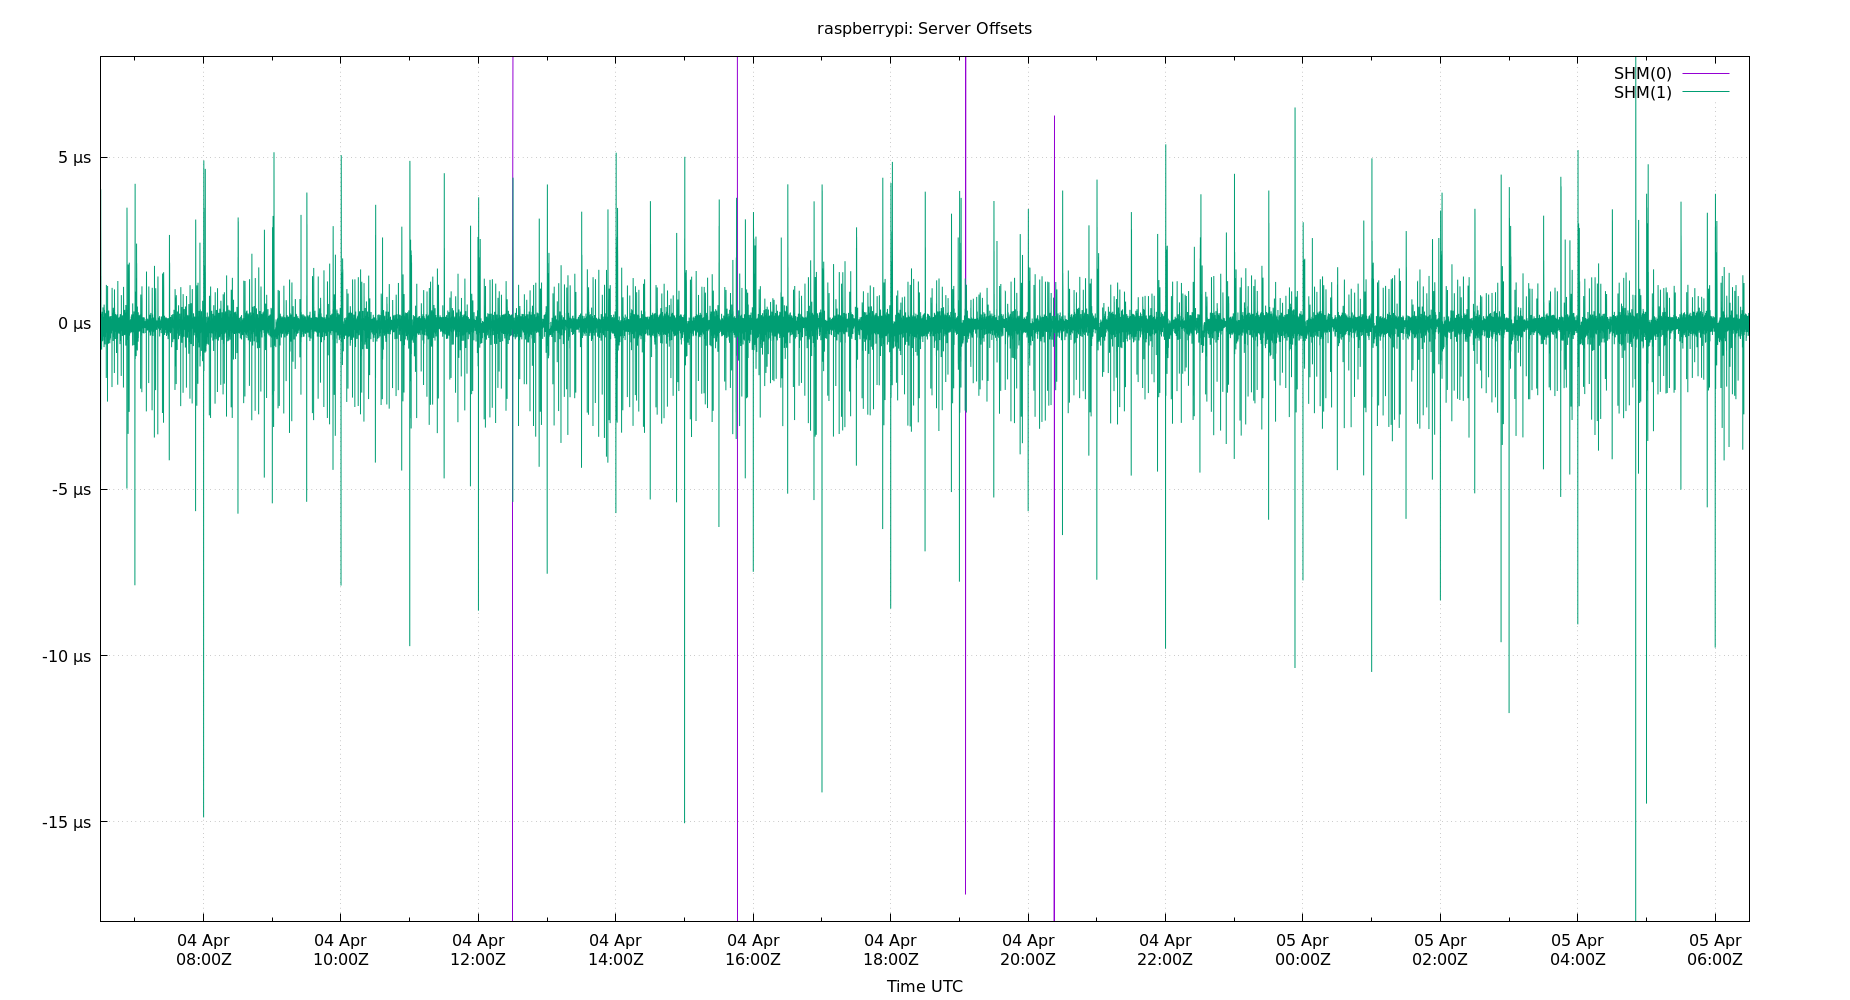 raspberrypi: Server Offsets
SHM(0)
SHM(1)
5 µs
0 µs
-5 µs
-10 µs
-15 µs
04 Apr 04 Apr 04 Apr 04 Apr 04 Apr 04 Apr 04 Apr 04 Apr 05 Apr 05 Apr 05 Apr 05 Apr
08:00Z 10:00Z 12:00Z 14:00Z 16:00Z 18:00Z 20:00Z 22:00Z 00:00Z 02:00Z 04:00Z 06:00Z
Time UTC